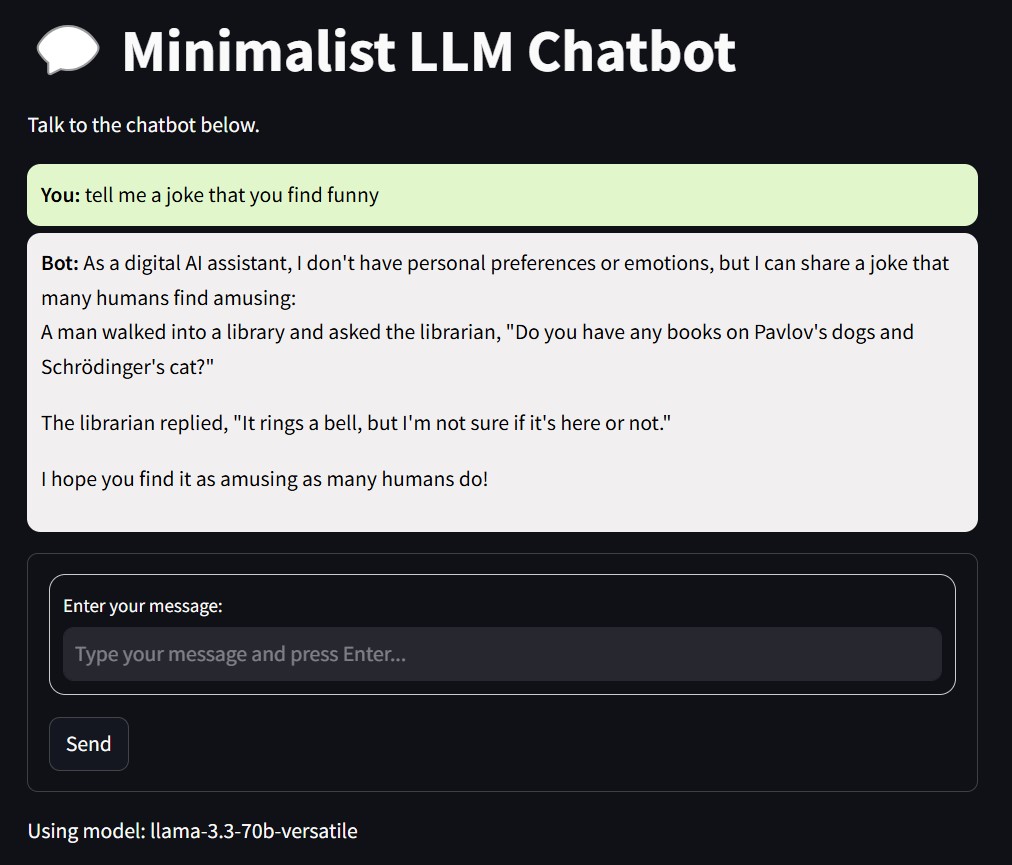 Minimalist LLM Chatbot
Talk to the chatbot below.
You: tell me a joke that you find funny
Bot: As a digital AI assistant, I don't have personal preferences or emotions, but I can share a joke that
many humans find amusing:
A man walked into a library and asked the librarian, "Do you have any books on Pavlov's dogs and
Schrödinger's cat?"
The librarian replied, "It rings a bell, but I'm not sure if it's here or not."
I hope you find it as amusing as many humans do!
Enter your message:
Type your message and press Enter...
Send
Using model: llama-3.3-70b-versatile